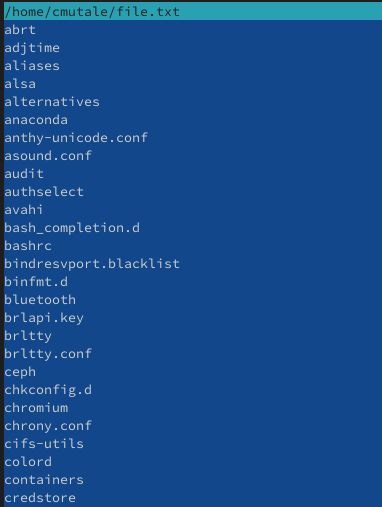 /home/cmutale/file.txt
abrt
adjtime
aliases
alsa
alternatives
anaconda
anthy-unicode.conf
asound.conf
audit
authselect
avahi
bash_completion.d
bashrc
bindresvport.blacklist
binfmt.d
bluetooth
brlapi.key
brltty
brltty.conf
ceph
chkconfig.d
chromium
chrony.conf
cifs-utils
colord
containers
credstore